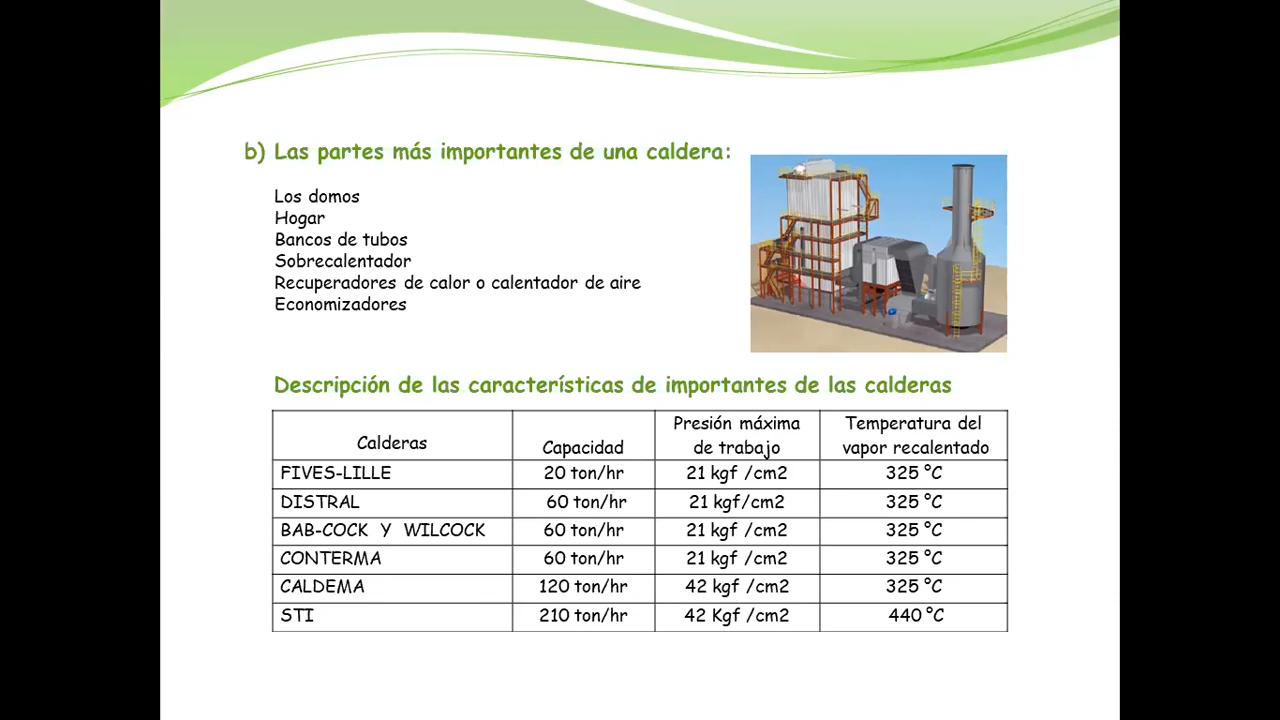 b) Las partes más importantes de una caldera:
Los domos
Hogar
Bancos de tubos
Sobrecalentador
Recuperadores de calor o calentador de aire
Economizadores
Descripción de las características de importantes de las calderas
Calderas Capacidad Presión máxima de trabajo Temperatura del vapor recalentado
FIVES-LILLE 20 ton/hr 21 kgf /cm2 325 °C
DISTRAL 60 ton/hr 21 kgf/cm2 325 °C
BAB-COCK Y WILCOCK 60 ton/hr 21 kgf /cm2 325 °C
CONTERMA 60 ton/hr 21 kgf /cm2 325 °C
CALDEMA 120 ton/hr 42 kgf /cm2 325 °C
STI 210 ton/hr 42 Kgf /cm2 440 °C